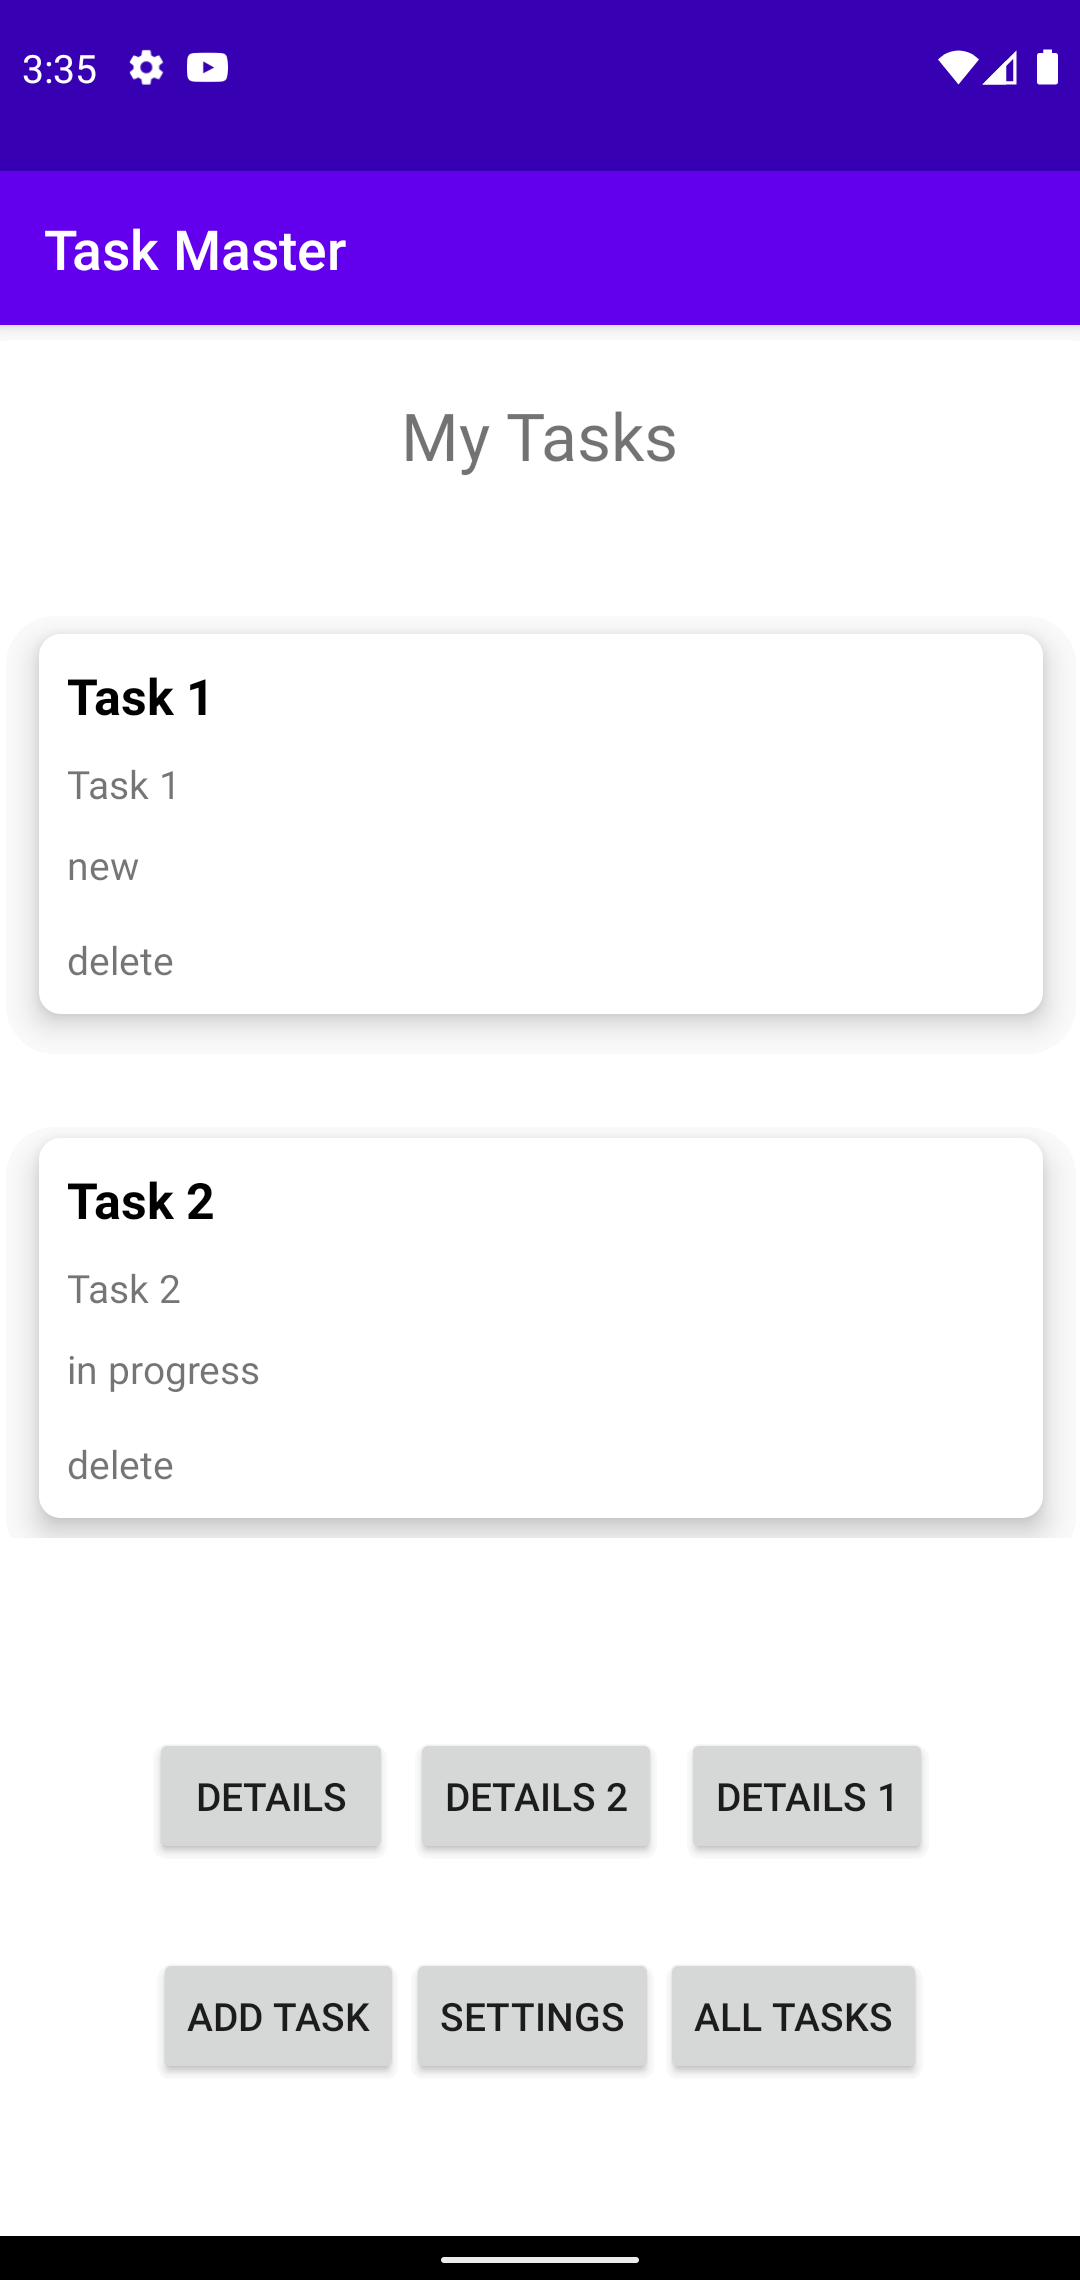 3:35
Task Master
My Tasks
Task 1
Task 1
new
delete
Task 2
Task 2
in progress
delete
DETAILS DETAILS 2 DETAILS 1
ADD TASK SETTINGS ALL TASKS